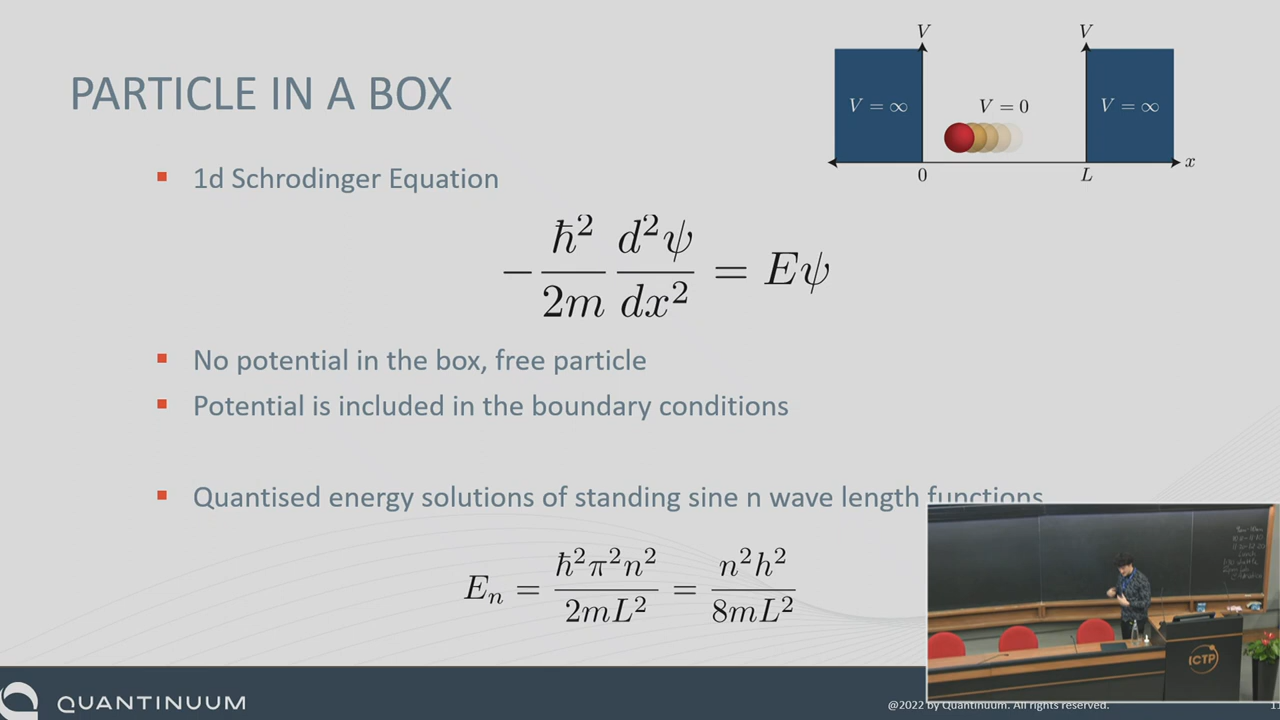 PARTICLE IN A BOX
V
V
V = ∞
V = 0
V = ∞
0
L
x
1d Schrodinger Equation
−ħ²/2m d²ψ/dx² = Eψ
No potential in the box, free particle
Potential is included in the boundary conditions
Quantised energy solutions of standing sine n wave length functions
Eₙ = ħ²π²n²/2mL² = n²h²/8mL²
ICTP
QUANTINUUM
@2022 by Quantinuum. All rights reserved.